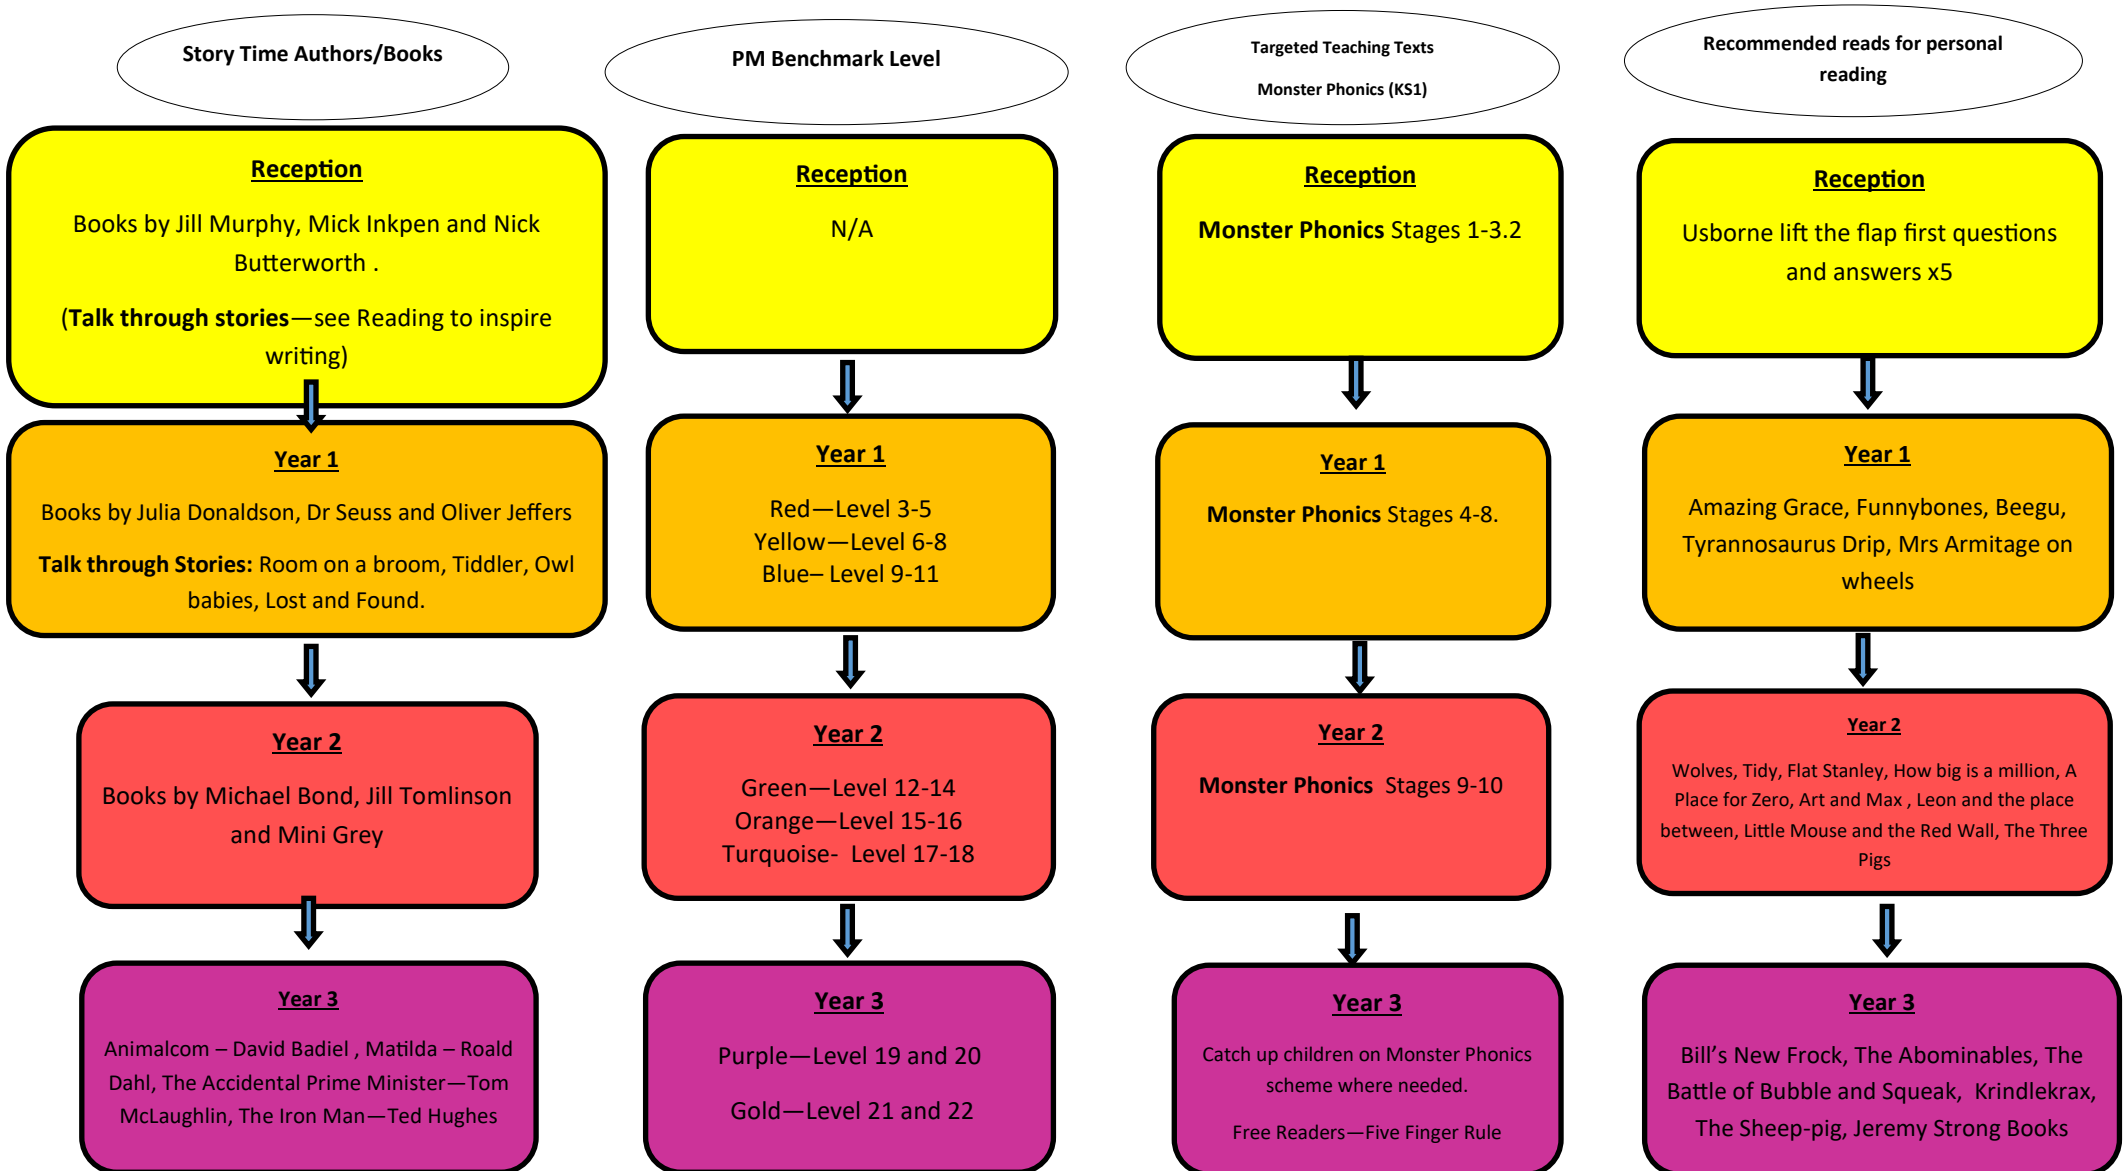 Story Time Authors/Books
PM Benchmark Level
Targeted Teaching Texts
Monster Phonics (KS1)
Recommended reads for personal
reading
Reception
Books by Jill Murphy, Mick Inkpen and Nick
Butterworth .
(Talk through stories—see Reading to inspire
writing)
Reception
N/A
Reception
Monster Phonics Stages 1-3.2
Reception
Usborne lift the flap first questions
and answers x5
Year 1
Books by Julia Donaldson, Dr Seuss and Oliver Jeffers
Talk through Stories: Room on a broom, Tiddler, Owl
babies, Lost and Found.
Year 1
Red—Level 3-5
Yellow—Level 6-8
Blue– Level 9-11
Year 1
Monster Phonics Stages 4-8.
Year 1
Amazing Grace, Funnybones, Beegu,
Tyrannosaurus Drip, Mrs Armitage on
wheels
Year 2
Books by Michael Bond, Jill Tomlinson
and Mini Grey
Year 2
Green—Level 12-14
Orange—Level 15-16
Turquoise- Level 17-18
Year 2
Monster Phonics Stages 9-10
Year 2
Wolves, Tidy, Flat Stanley, How big is a million, A
Place for Zero, Art and Max , Leon and the place
between, Little Mouse and the Red Wall, The Three
Pigs
Year 3
Animalcom – David Badiel , Matilda – Roald
Dahl, The Accidental Prime Minister—Tom
McLaughlin, The Iron Man—Ted Hughes
Year 3
Purple—Level 19 and 20
Gold—Level 21 and 22
Year 3
Catch up children on Monster Phonics
scheme where needed.
Free Readers—Five Finger Rule
Year 3
Bill’s New Frock, The Abominables, The
Battle of Bubble and Squeak, Krindlekrax,
The Sheep-pig, Jeremy Strong Books